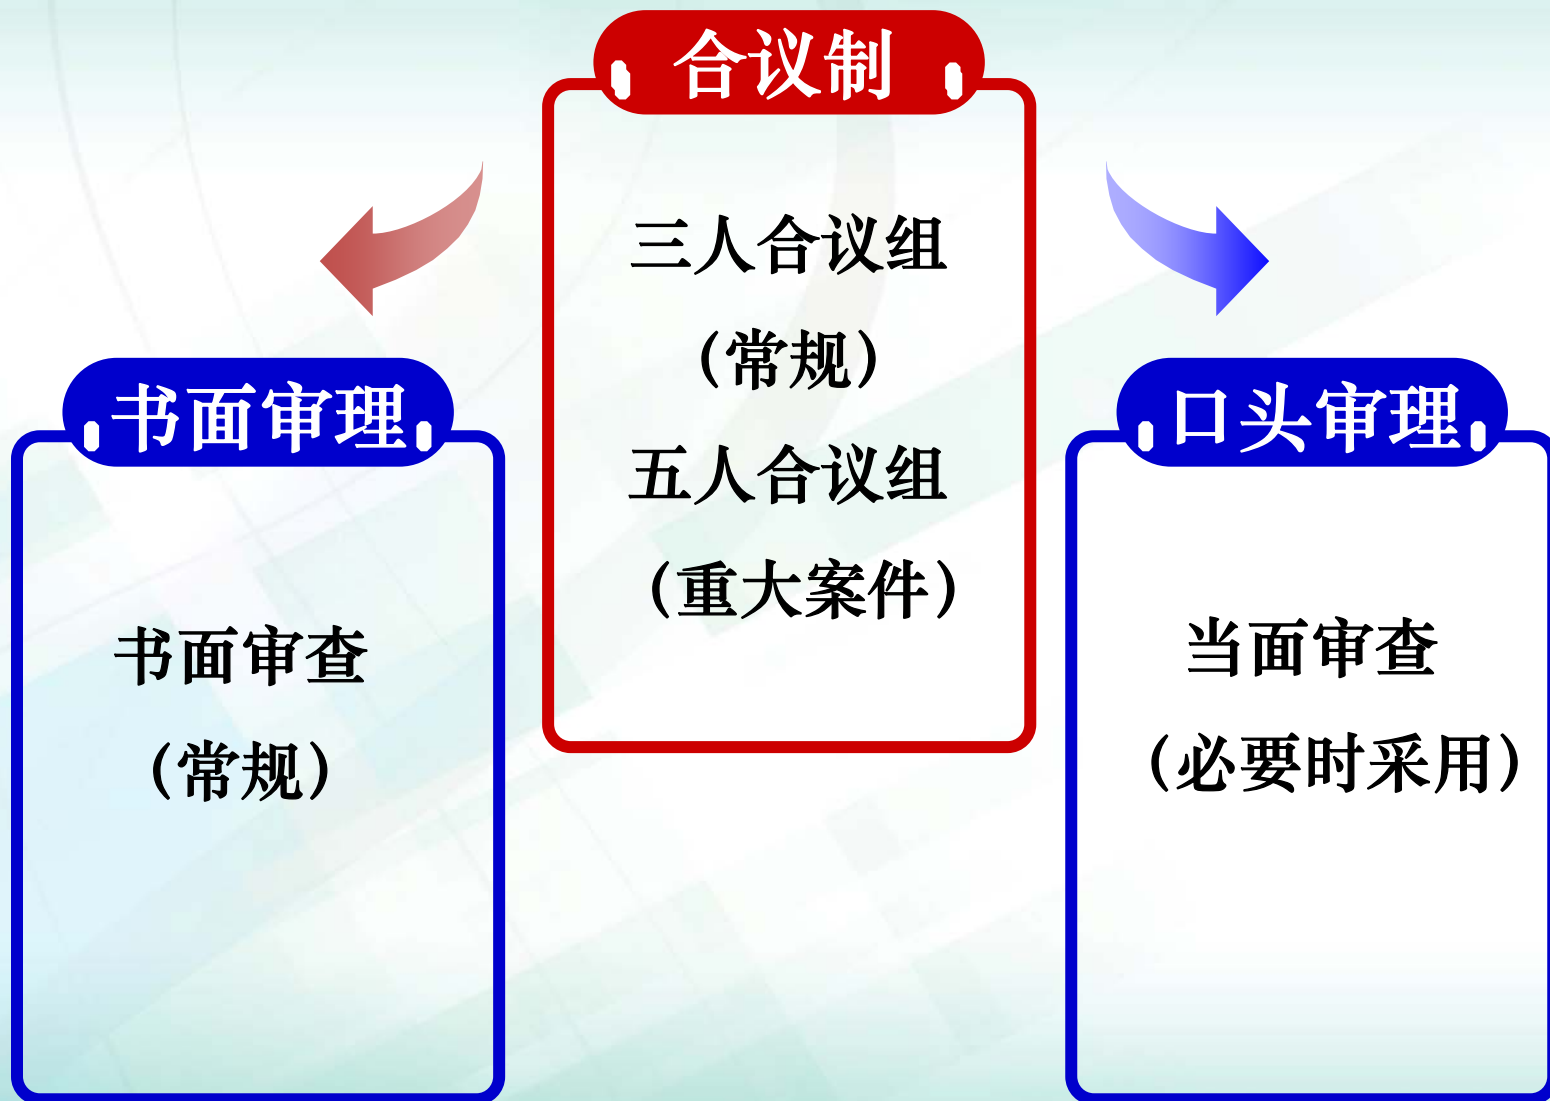 合议制
三人合议组
（常规）
五人合议组
（重大案件）
书面审理
书面审查
（常规）
口头审理
当面审查
（必要时采用）